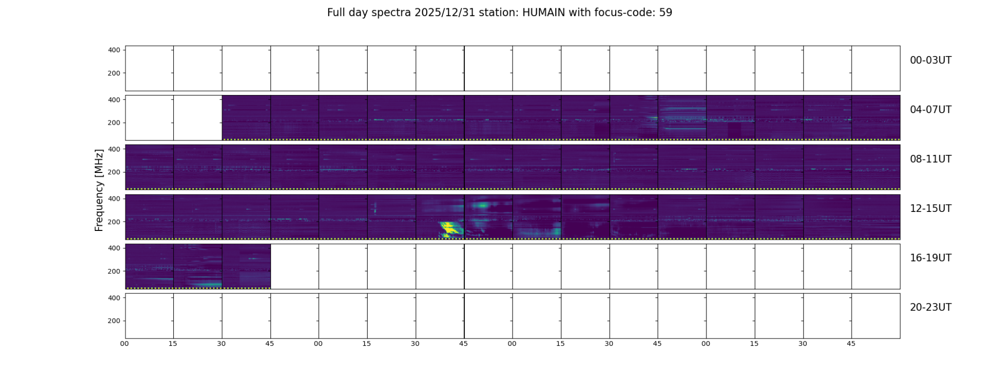 Full day spectra 2025/12/31 station: HUMAIN with focus-code: 59
400
200
00-03UT
400
200
04-07UT
Frequency [MHz]
400
200
08-11UT
400
200
12-15UT
400
200
16-19UT
400
200
20-23UT
00 15 30 45 00 15 30 45 00 15 30 45 00 15 30 45